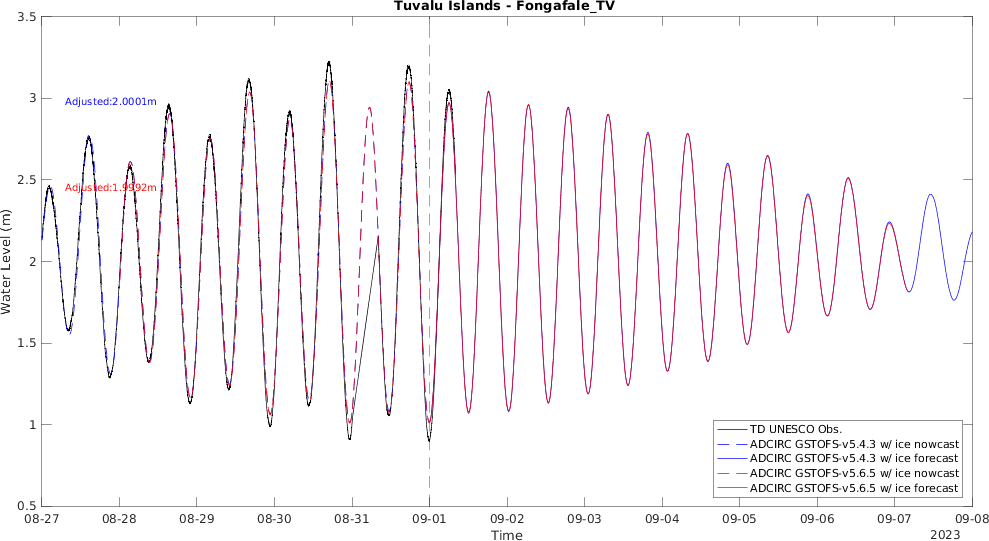 Tuvalu Islands - Fongafale_TV
3.5
3
2.5
2
1.5
1
0.5
Water Level (m)
Adjusted:2.0001m
Adjusted:1.9992m
TD UNESCO Obs.
ADCIRC GSTOFS-v5.4.3 w/ ice nowcast
ADCIRC GSTOFS-v5.4.3 w/ ice forecast
ADCIRC GSTOFS-v5.6.5 w/ ice nowcast
ADCIRC GSTOFS-v5.6.5 w/ ice forecast
08-27 08-28 08-29 08-30 08-31 09-01 09-02 09-03 09-04 09-05 09-06 09-07 09-08
Time
2023